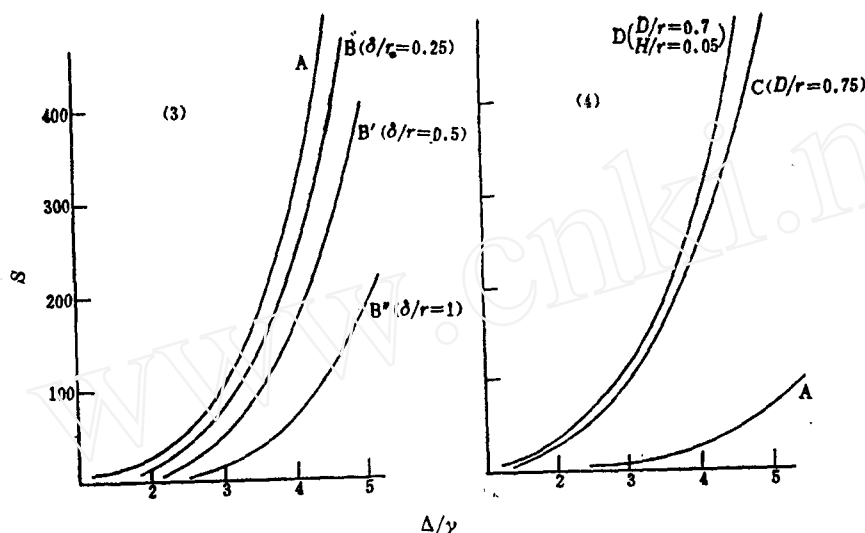 A
B (δ/r₀=0.25)
(3)
B′ (δ/r=0.5)
B″ (δ/r=1)
S
400
300
200
100
2 3 4 5
D(D/r=0.7
H/r=0.05)
C (D/r=0.75)
(4)
A
2 3 4 5
Δ/γ
www.cnki.n